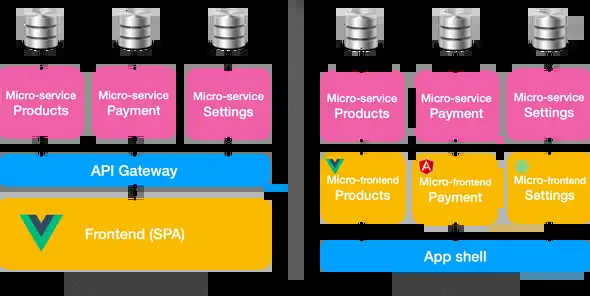 Micro-service
Products
Micro-service
Payment
Micro-service
Settings
API Gateway
Frontend (SPA)
Micro-service
Products
Micro-service
Payment
Micro-service
Settings
Micro-frontend
Products
Micro-frontend
Payment
Micro-frontend
Settings
App shell